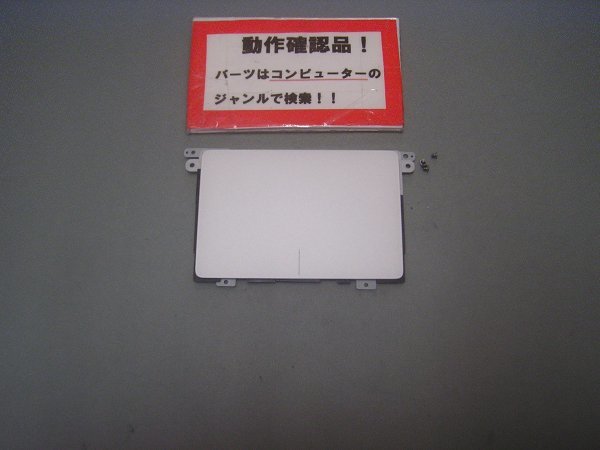 動作確認品！
パーツはコンピューターの
ジャンルで検索！！